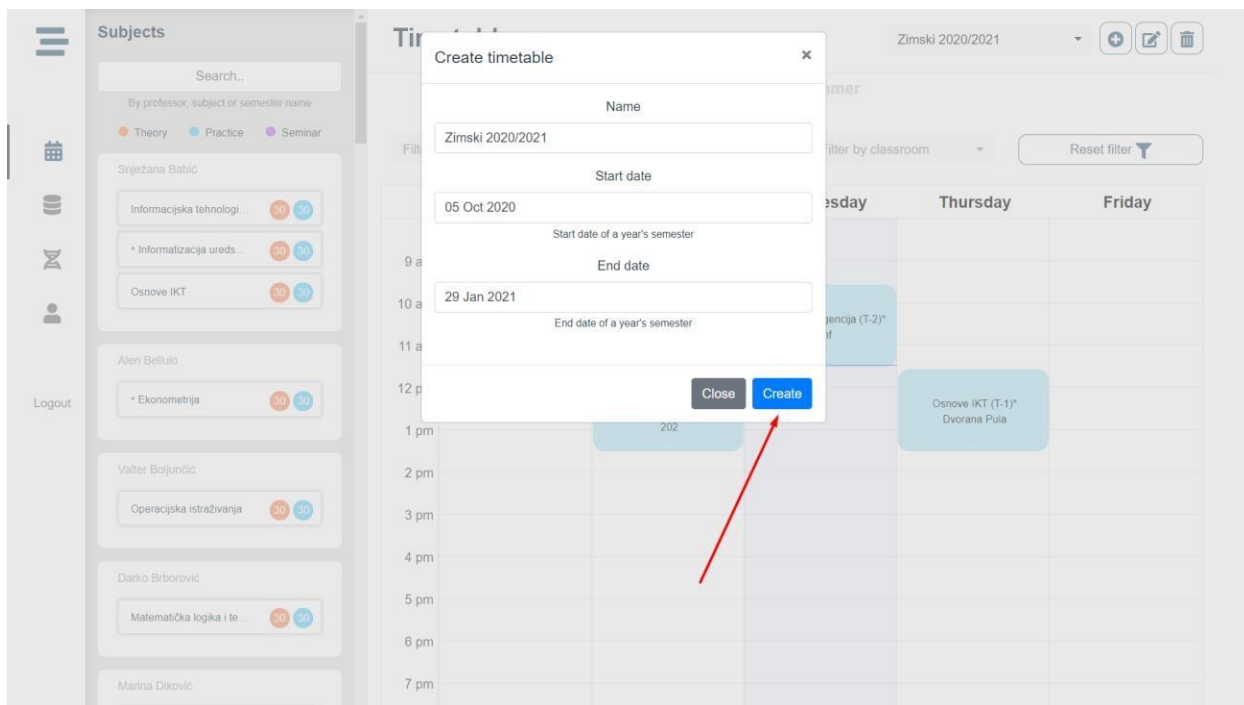 Subjects
Search..
By professor, subject or semester name
Theory Practice Seminar
Snježana Babić
Informacijska tehnologi... 30 30
* Informatizacija ureds... 30 30
Osnove IKT 30 30
Alen Belullo
* Ekonometrija 30 30
Valter Boljunčić
Operacijska istraživanja 30 30
Darko Brborović
Matematička logika i te... 30 30
Marina Diković
Logout
Zimski 2020/2021
Create timetable ×
Name
Zimski 2020/2021
Start date
05 Oct 2020
Start date of a year's semester
End date
29 Jan 2021
End date of a year's semester
Close Create
Filter by classroom
Reset filter
Thursday Friday
9 a
10 a
11 a
12 p
1 pm
2 pm
3 pm
4 pm
5 pm
6 pm
7 pm
202
(T-2)*
Osnove IKT (T-1)*
Dvorana Pula